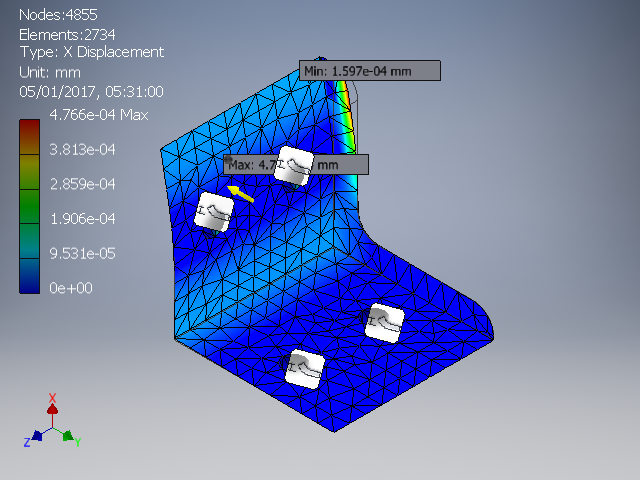 Nodes:4855
Elements:2734
Type: X Displacement
Unit: mm
05/01/2017, 05:31:00
4.766e-04 Max
3.813e-04
2.859e-04
1.906e-04
9.531e-05
0e+00
Min: 1.597e-04 mm
Max: 4.7 mm
X
Z
Y